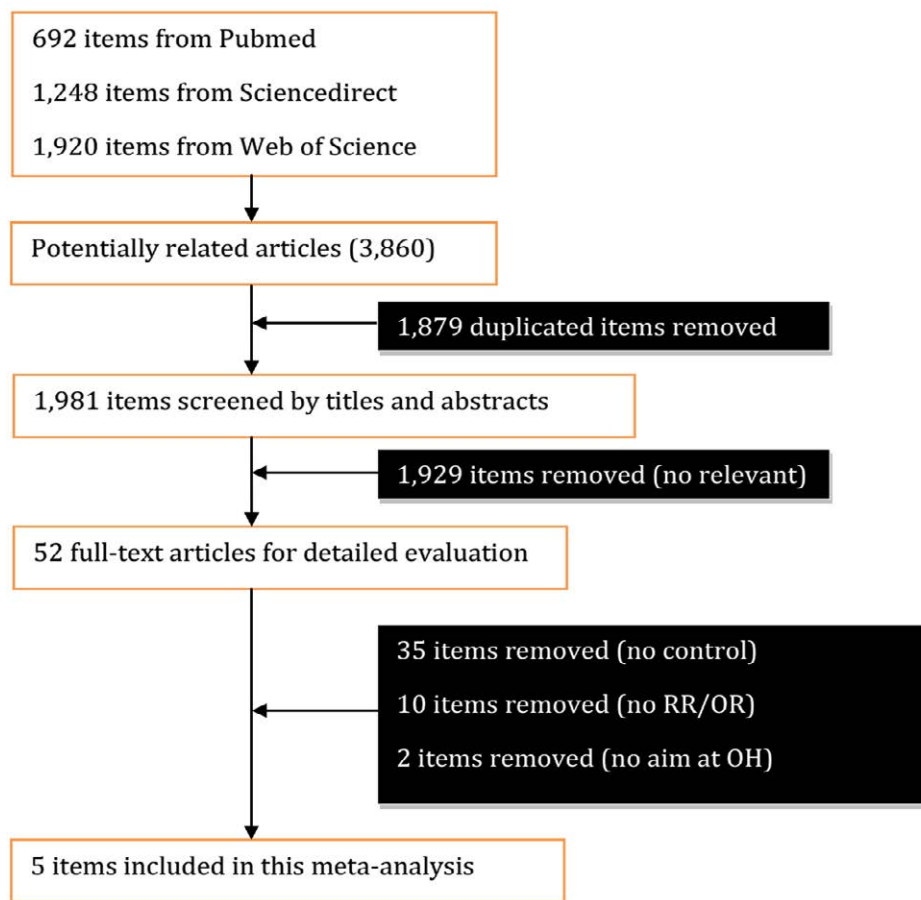 692 items from Pubmed
1,248 items from Sciencedirect
1,920 items from Web of Science
Potentially related articles (3,860)
1,879 duplicated items removed
1,981 items screened by titles and abstracts
1,929 items removed (no relevant)
52 full-text articles for detailed evaluation
35 items removed (no control)
10 items removed (no RR/OR)
2 items removed (no aim at OH)
5 items included in this meta-analysis